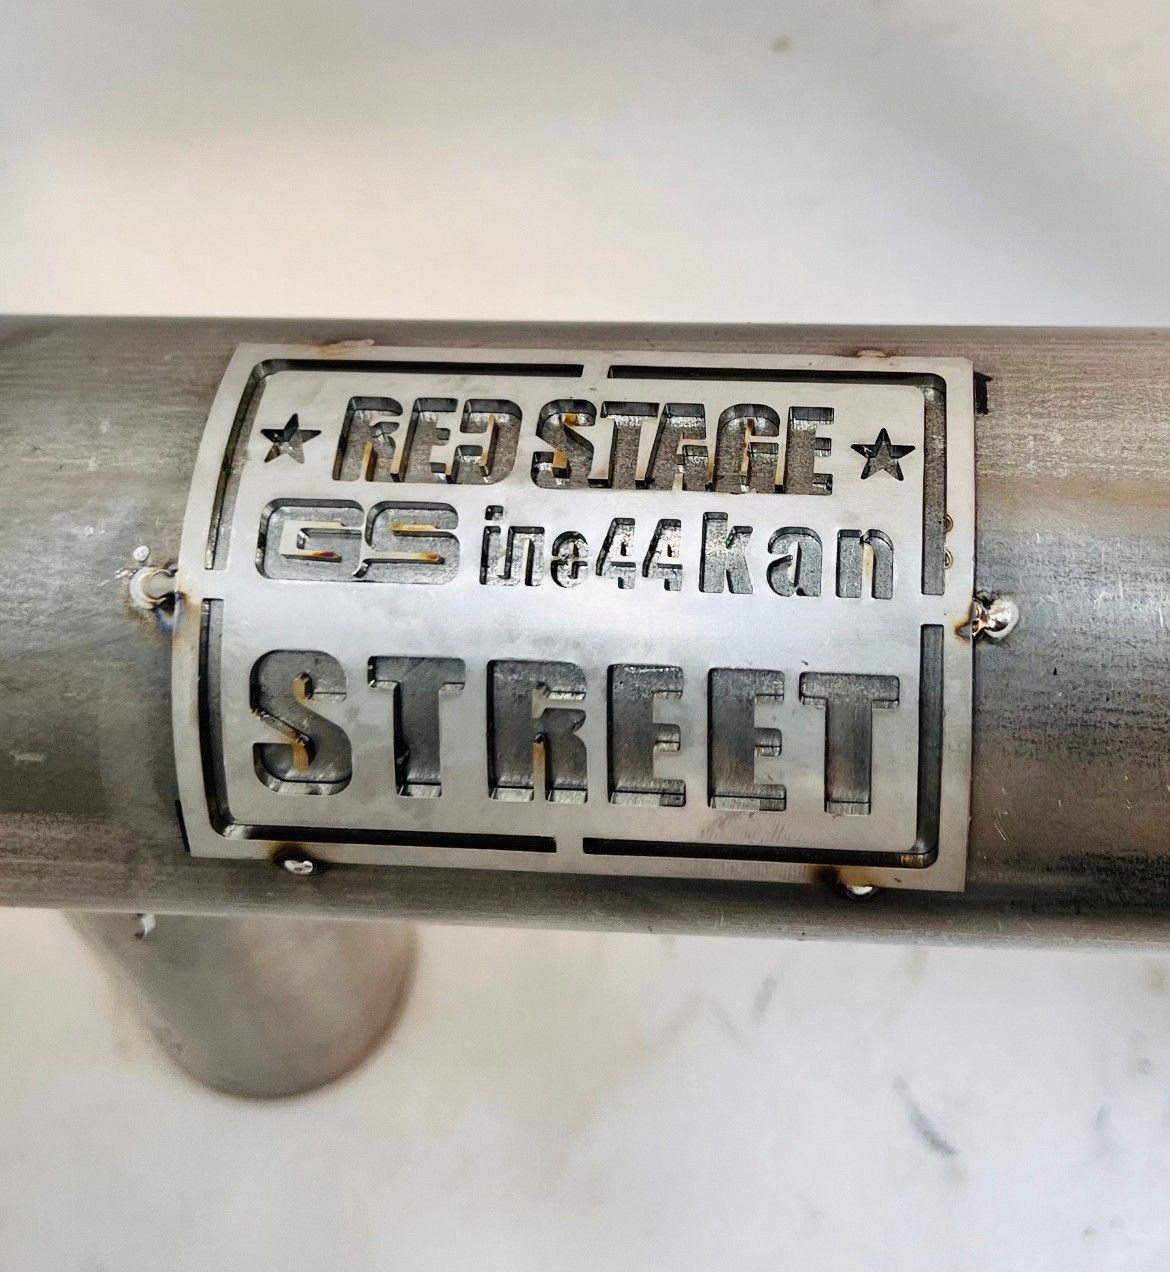 ★ RED STAGE ★
GS ine44kan
STREET